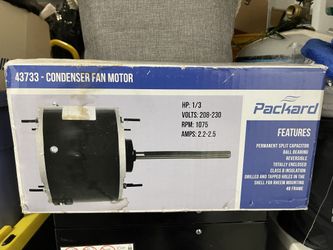 43733 - CONDENSER FAN MOTOR
HP: 1/3
VOLTS: 208-230
RPM: 1075
AMPS: 2.2-2.5
Packard
FEATURES
PERMANENT SPLIT CAPACITOR
BALL BEARING
REVERSIBLE
TOTALLY ENCLOSED
CLASS B INSULATION
DRILLED AND TAPPED HOLES IN THE
SHELL FOR RHEEM MOUNTING
48 FRAME